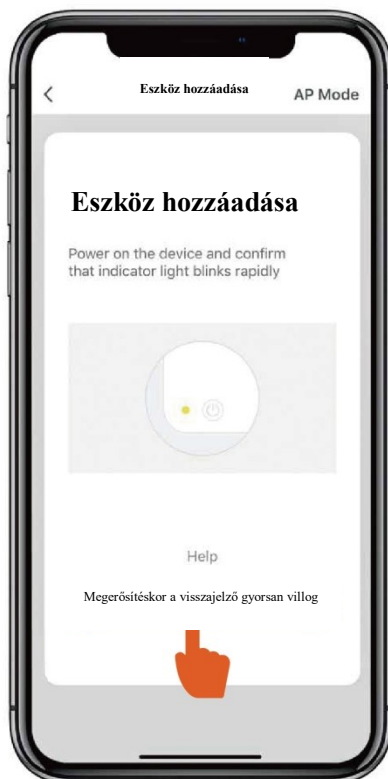 Eszköz hozzáadása
AP Mode
Eszköz hozzáadása
Power on the device and confirm
that indicator light blinks rapidly
Help
Megerősítéskor a visszajelző gyorsan villog